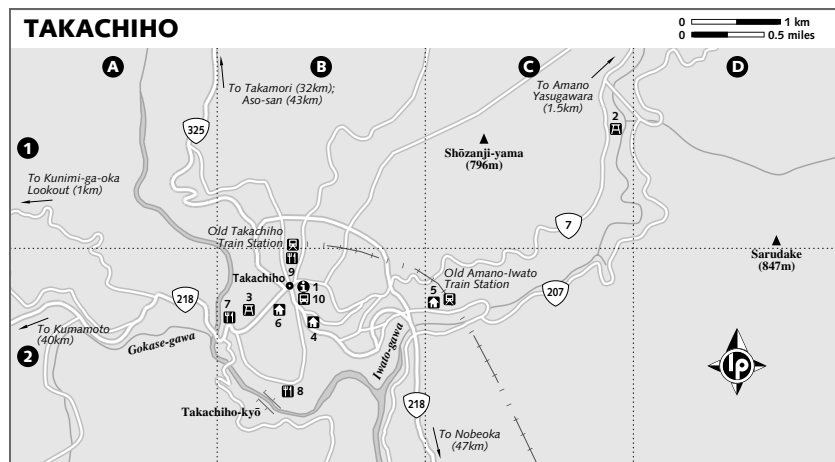 TAKACHIHO
0 1 km
0 0.5 miles
A
B
C
D
To Takamori (32km);
Aso-san (43km)
To Amano
Yasugawara
(1.5km)
2
325
1
Shōzanji-yama
(796m)
To Kunimi-ga-oka
Lookout (1km)
7
Old Takachiho
Train Station
Sarudake
(847m)
9
Takachiho
1
Old Amano-Iwato
Train Station
5
207
218
10
7
3
6
4
To Kumamoto
(40km)
Gokase-gawa
Iwato-gawa
2
lp
8
Takachiho-kyō
218
To Nobeoka
(47km)